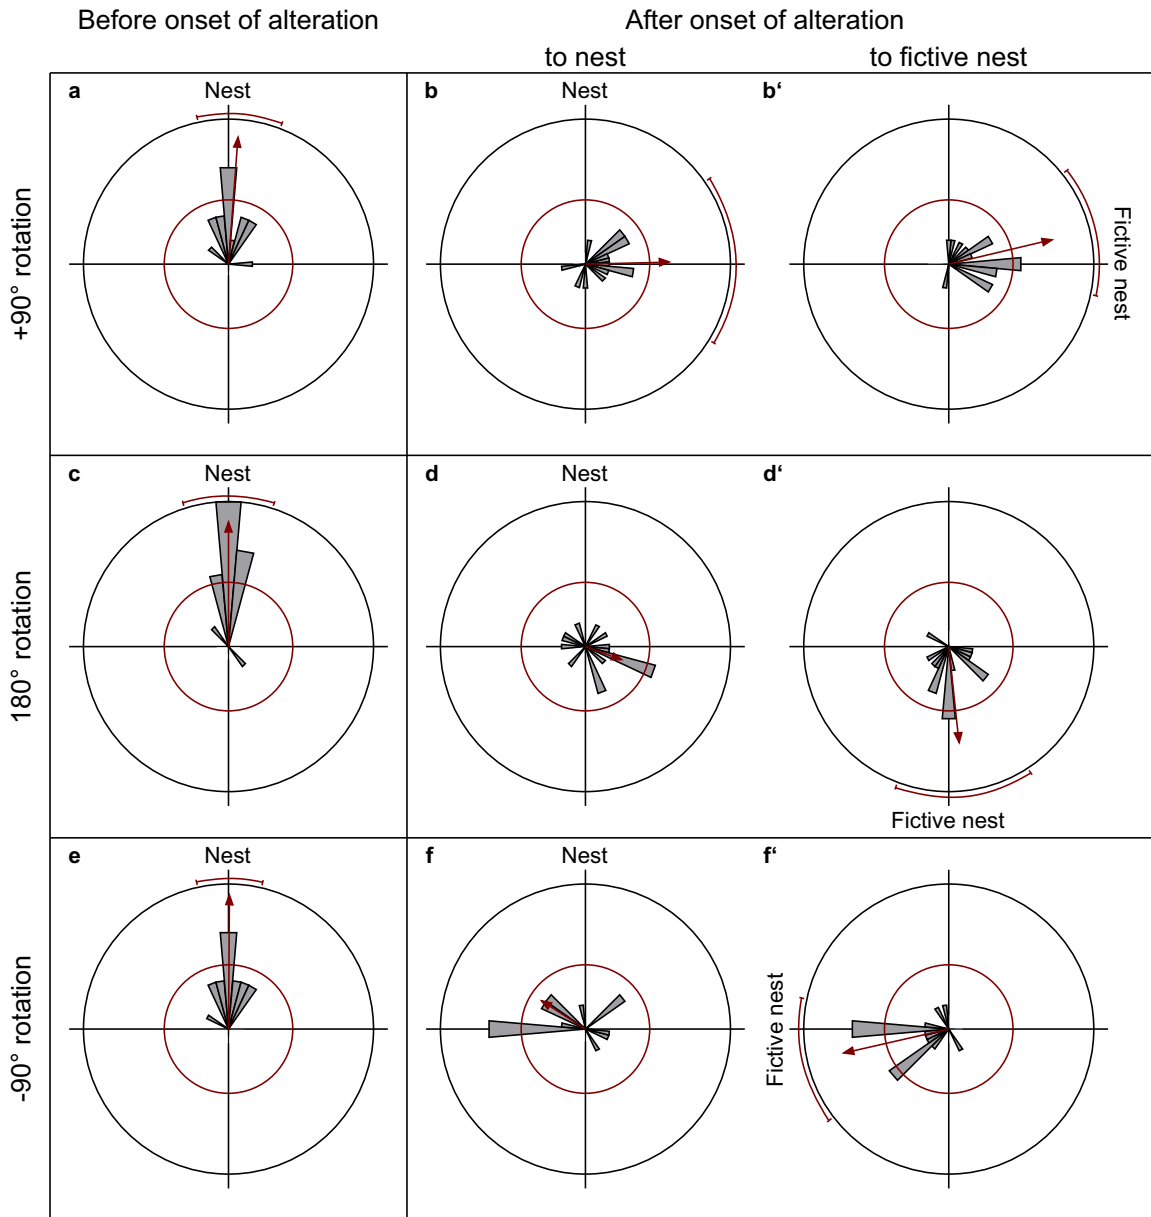 Before onset of alteration
After onset of alteration
to nest
to fictive nest
+90° rotation
a
Nest
b
Nest
b‘
Fictive nest
180° rotation
c
Nest
d
Nest
d‘
Fictive nest
-90° rotation
e
Nest
f
Nest
f‘
Fictive nest